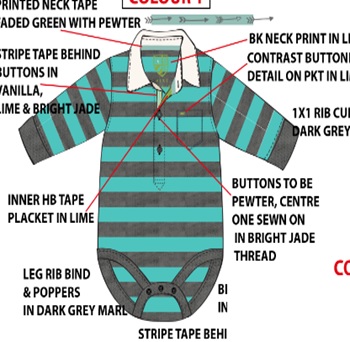 COLOUR 1
PRINTED NECK TAPE
FADED GREEN WITH PEWTER
BK NECK PRINT IN LI
STRIPE TAPE BEHIND
BUTTONS IN
VANILLA,
LIME & BRIGHT JADE
CONTRAST BUTTON
DETAIL ON PKT IN LIM
1X1 RIB CU
DARK GREY
INNER HB TAPE
PLACKET IN LIME
BUTTONS TO BE
PEWTER, CENTRE
ONE SEWN ON
IN BRIGHT JADE
THREAD
LEG RIB BIND
& POPPERS
IN DARK GREY MARL
BI
IN
CO
STRIPE TAPE BEHI